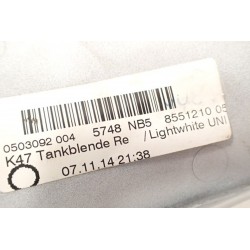 0503092 004 5748 NB5 8551210 05
K47 Tankblende Re /Lightwhite UNI
07.11.14 21:38